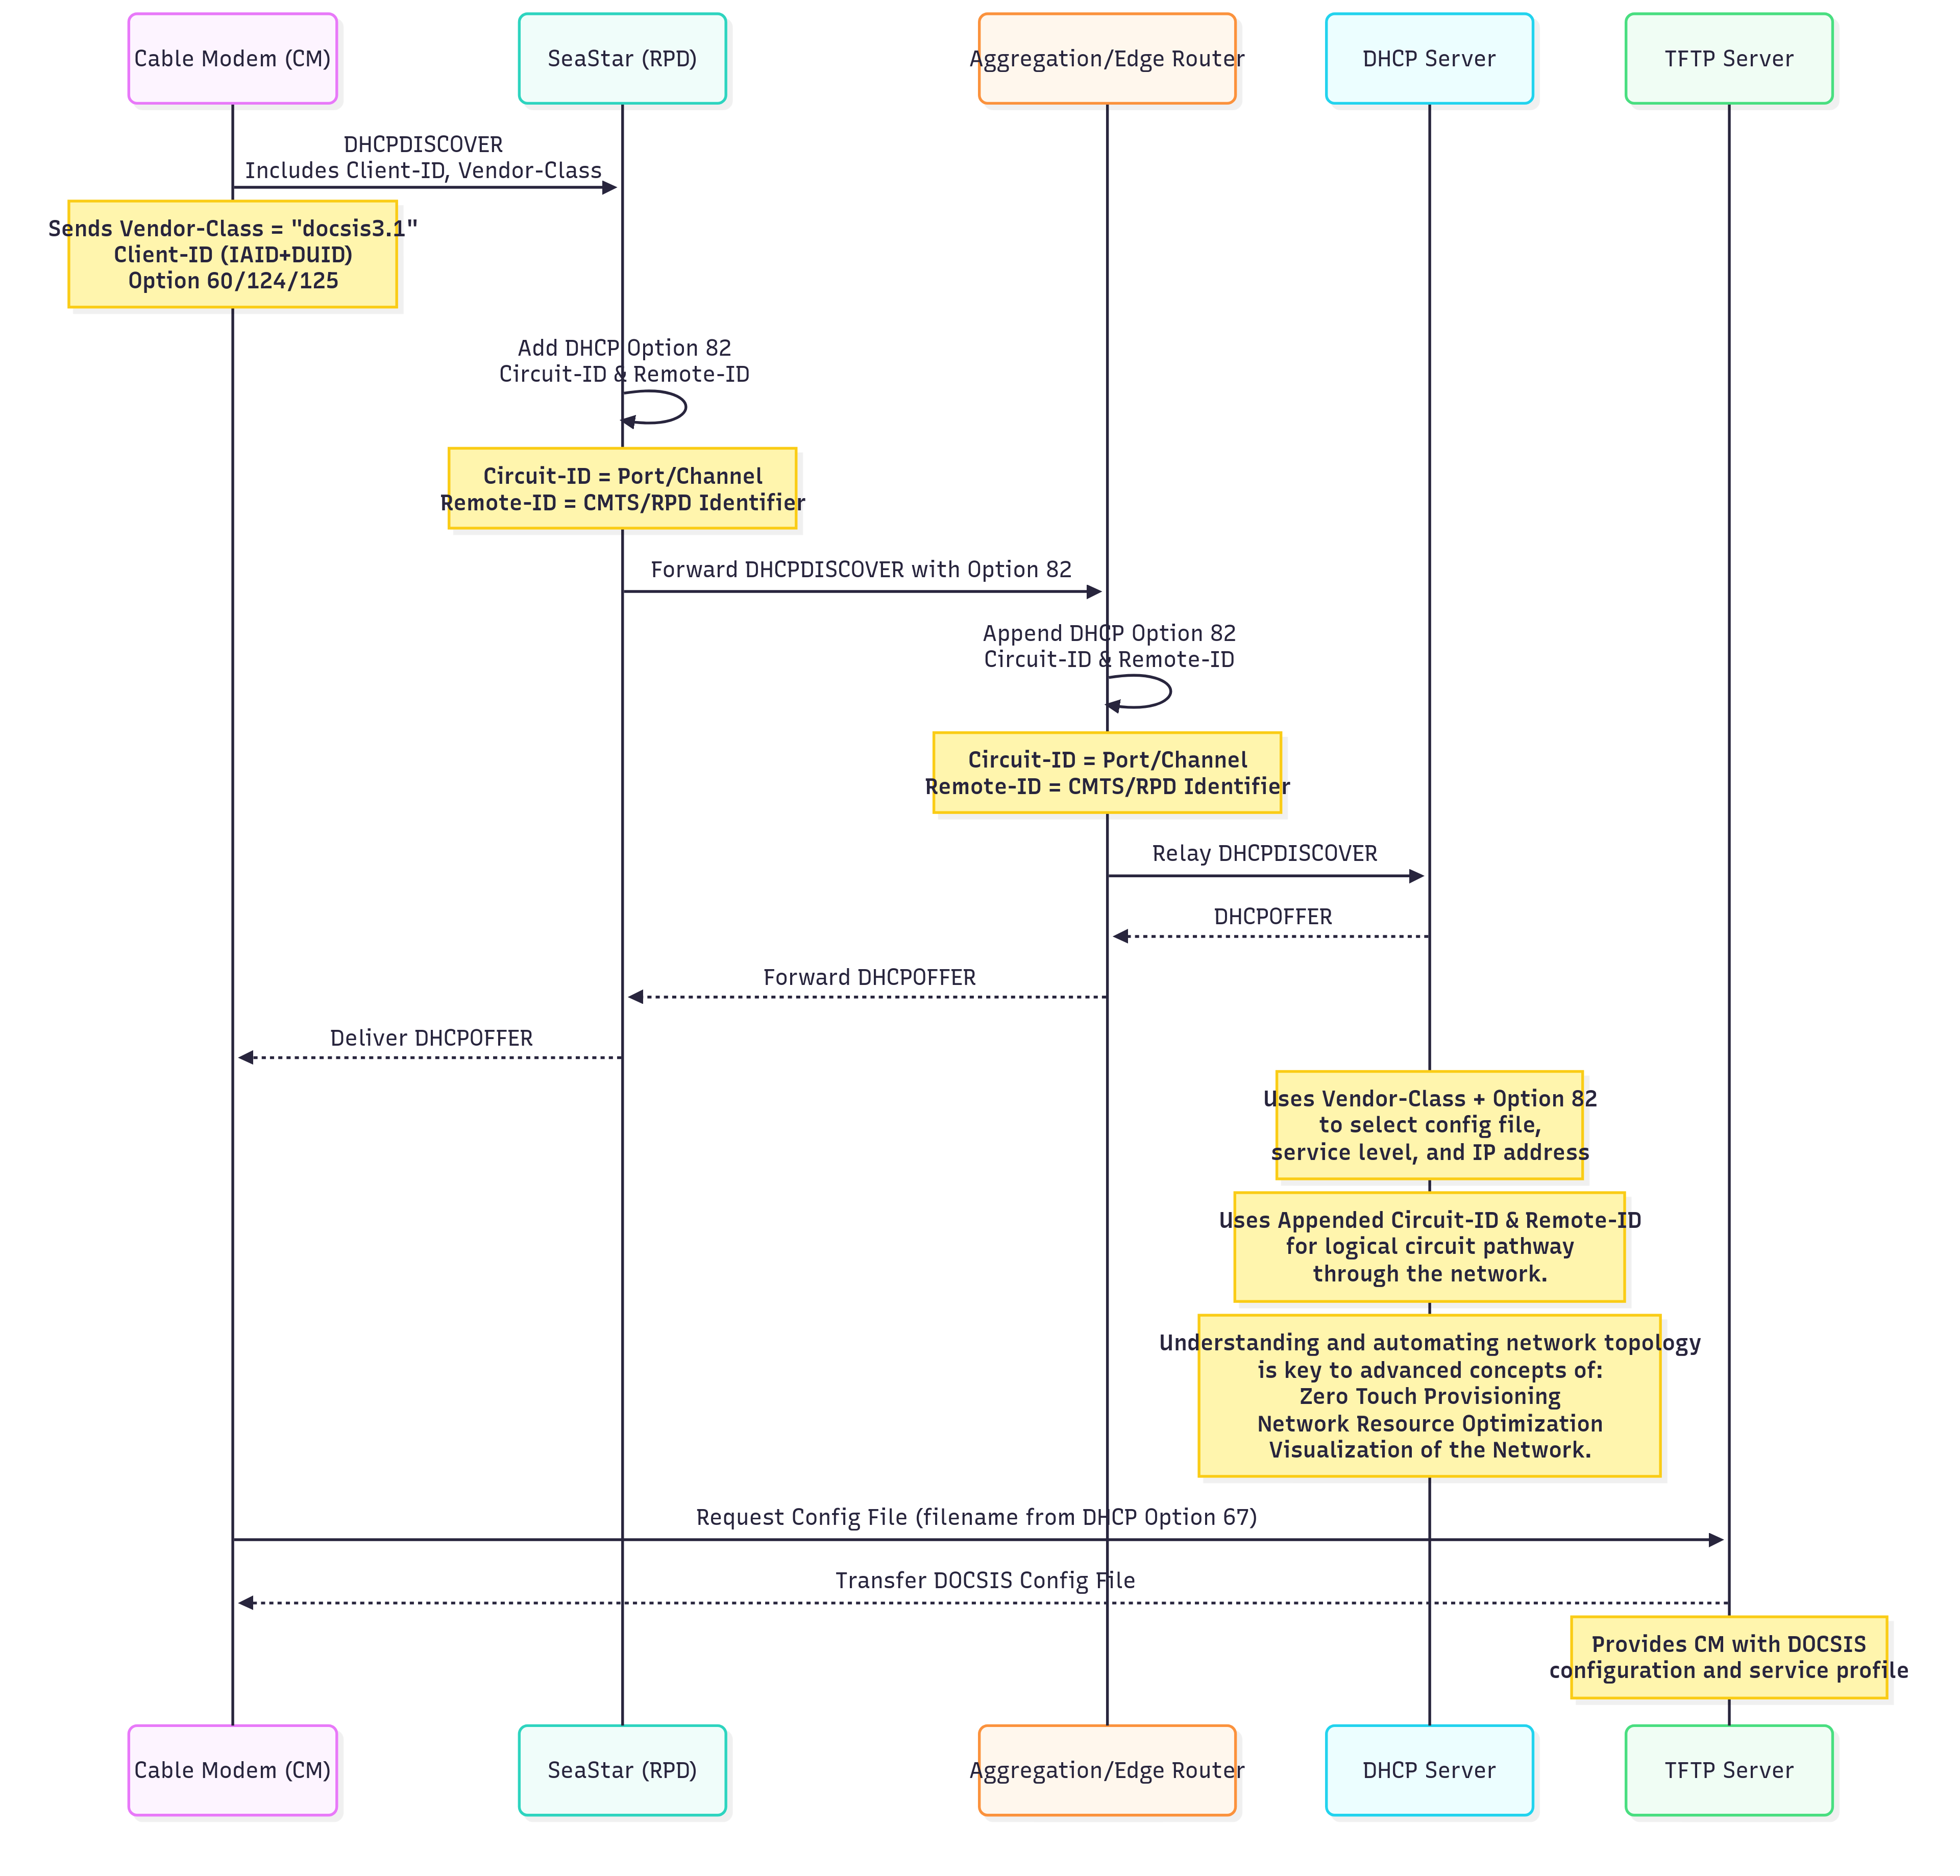 Cable Modem (CM)
SeaStar (RPD)
Aggregation/Edge Router
DHCP Server
TFTP Server
DHCPDISCOVER
Includes Client-ID, Vendor-Class
Sends Vendor-Class = "docsis3.1"
Client-ID (IAID+DUID)
Option 60/124/125
Add DHCP Option 82
Circuit-ID & Remote-ID
Circuit-ID = Port/Channel
Remote-ID = CMTS/RPD Identifier
Forward DHCPDISCOVER with Option 82
Append DHCP Option 82
Circuit-ID & Remote-ID
Circuit-ID = Port/Channel
Remote-ID = CMTS/RPD Identifier
Relay DHCPDISCOVER
DHCPOFFER
Forward DHCPOFFER
Deliver DHCPOFFER
Uses Vendor-Class + Option 82
to select config file,
service level, and IP address
Uses Appended Circuit-ID & Remote-ID
for logical circuit pathway
through the network.
Understanding and automating network topology
is key to advanced concepts of:
Zero Touch Provisioning
Network Resource Optimization
Visualization of the Network.
Request Config File (filename from DHCP Option 67)
Transfer DOCSIS Config File
Provides CM with DOCSIS
configuration and service profile
Cable Modem (CM)
SeaStar (RPD)
Aggregation/Edge Router
DHCP Server
TFTP Server